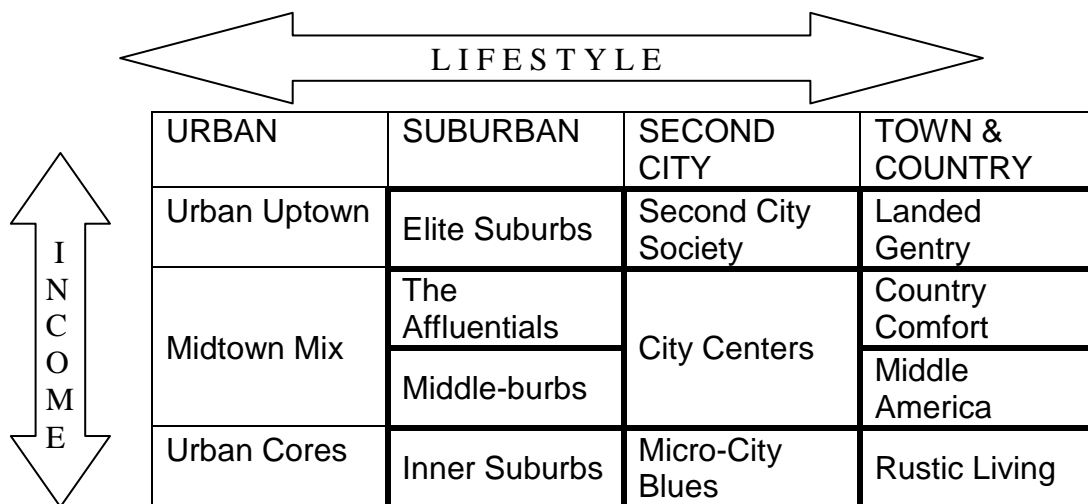 LIFESTYLE
INCOME
URBAN
SUBURBAN
SECOND
CITY
TOWN &
COUNTRY
Urban Uptown
Elite Suburbs
Second City
Society
Landed
Gentry
Midtown Mix
The
Affluentials
Middle-burbs
City Centers
Country
Comfort
Middle
America
Urban Cores
Inner Suburbs
Micro-City
Blues
Rustic Living